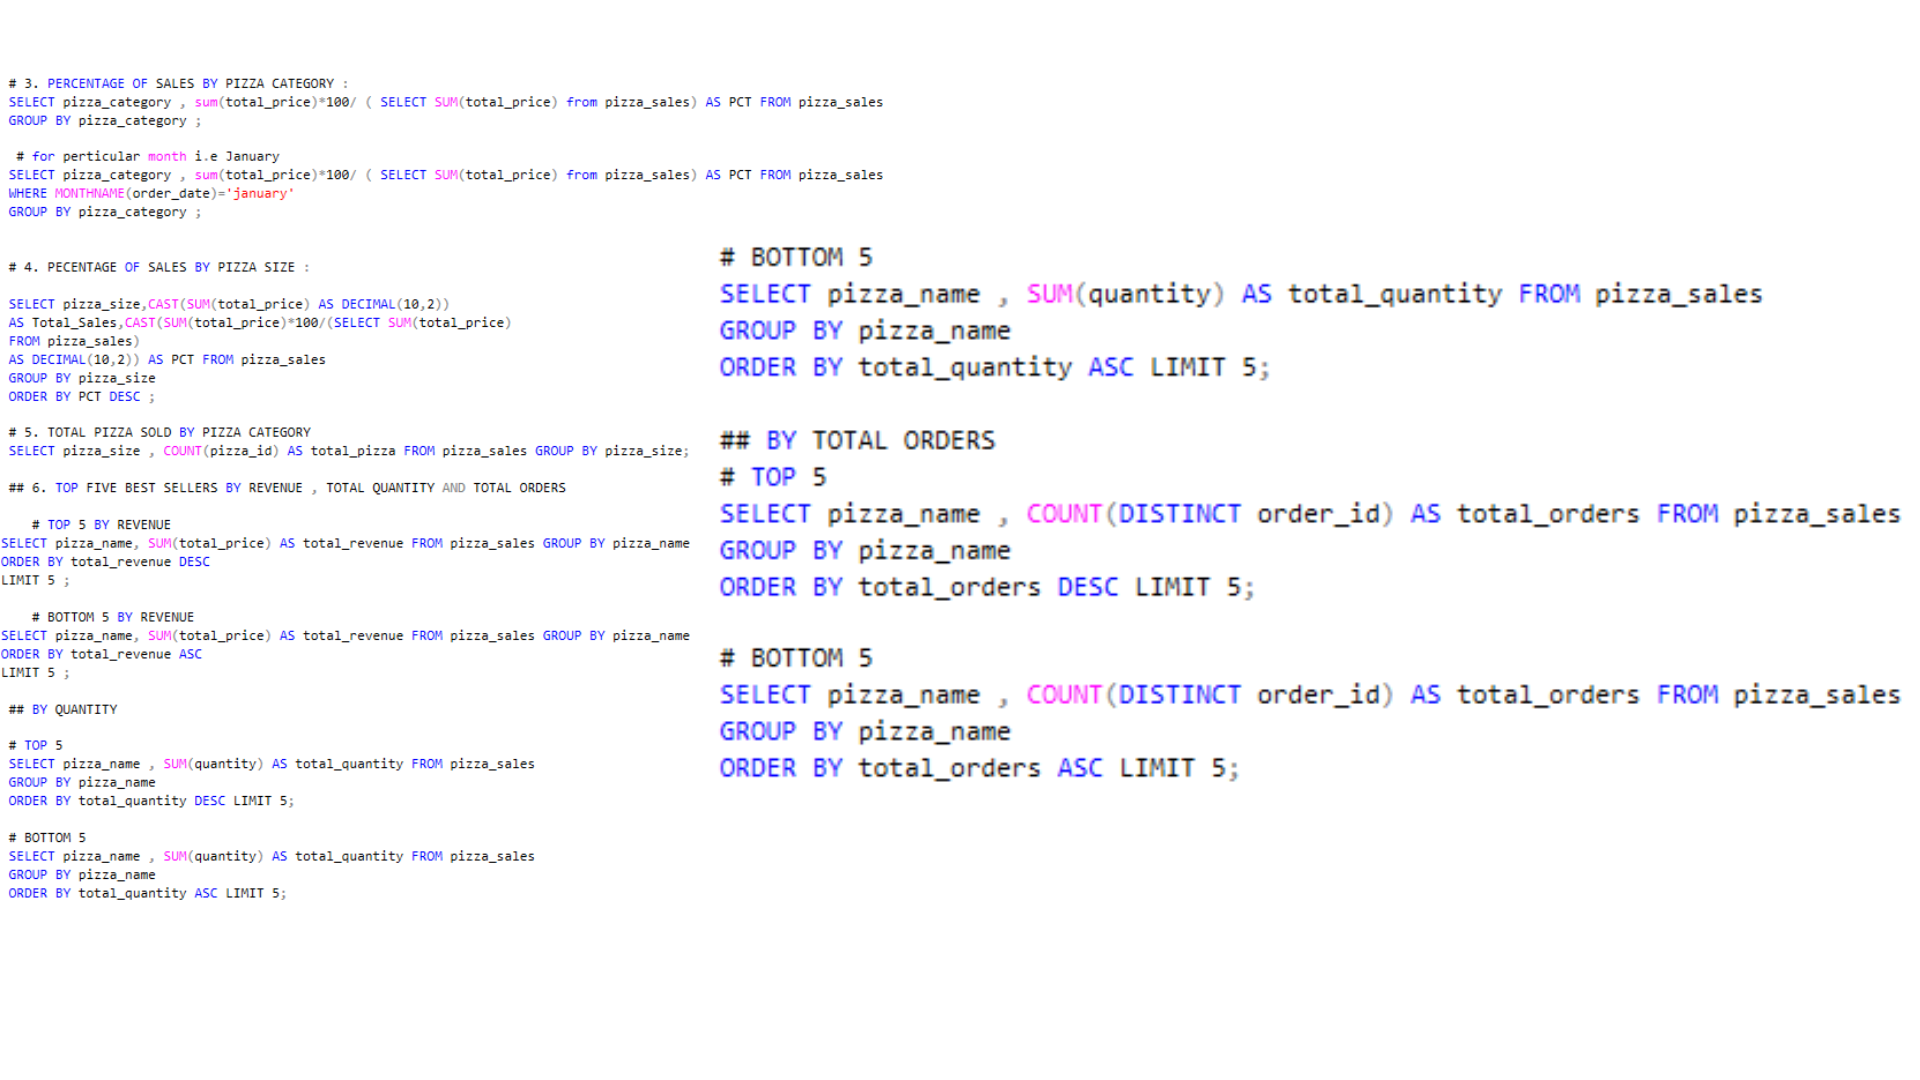 # 3. PERCENTAGE OF SALES BY PIZZA CATEGORY :
SELECT pizza_category , sum(total_price)*100/ ( SELECT SUM(total_price) from pizza_sales) AS PCT FROM pizza_sales
GROUP BY pizza_category ;
# for perticular month i.e January
SELECT pizza_category , sum(total_price)*100/ ( SELECT SUM(total_price) from pizza_sales) AS PCT FROM pizza_sales
WHERE MONTHNAME(order_date)='january'
GROUP BY pizza_category ;
# 4. PECENTAGE OF SALES BY PIZZA SIZE :
SELECT pizza_size,CAST(SUM(total_price) AS DECIMAL(10,2))
AS Total_Sales,CAST(SUM(total_price)*100/(SELECT SUM(total_price)
FROM pizza_sales)
AS DECIMAL(10,2)) AS PCT FROM pizza_sales
GROUP BY pizza_size
ORDER BY PCT DESC ;
# 5. TOTAL PIZZA SOLD BY PIZZA CATEGORY
SELECT pizza_size , COUNT(pizza_id) AS total_pizza FROM pizza_sales GROUP BY pizza_size;
## 6. TOP FIVE BEST SELLERS BY REVENUE , TOTAL QUANTITY AND TOTAL ORDERS
# TOP 5 BY REVENUE
SELECT pizza_name, SUM(total_price) AS total_revenue FROM pizza_sales GROUP BY pizza_name
ORDER BY total_revenue DESC
LIMIT 5 ;
# BOTTOM 5 BY REVENUE
SELECT pizza_name, SUM(total_price) AS total_revenue FROM pizza_sales GROUP BY pizza_name
ORDER BY total_revenue ASC
LIMIT 5 ;
## BY QUANTITY
# TOP 5
SELECT pizza_name , SUM(quantity) AS total_quantity FROM pizza_sales
GROUP BY pizza_name
ORDER BY total_quantity DESC LIMIT 5;
# BOTTOM 5
SELECT pizza_name , SUM(quantity) AS total_quantity FROM pizza_sales
GROUP BY pizza_name
ORDER BY total_quantity ASC LIMIT 5;
# BOTTOM 5
SELECT pizza_name , SUM(quantity) AS total_quantity FROM pizza_sales
GROUP BY pizza_name
ORDER BY total_quantity ASC LIMIT 5;
## BY TOTAL ORDERS
# TOP 5
SELECT pizza_name , COUNT(DISTINCT order_id) AS total_orders FROM pizza_sales
GROUP BY pizza_name
ORDER BY total_orders DESC LIMIT 5;
# BOTTOM 5
SELECT pizza_name , COUNT(DISTINCT order_id) AS total_orders FROM pizza_sales
GROUP BY pizza_name
ORDER BY total_orders ASC LIMIT 5;